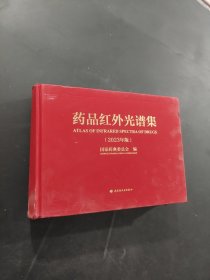 药品红外光谱集
ATLAS OF INFRARED SPECTRA OF DRUGS
（2023年版）
国家药典委员会 编